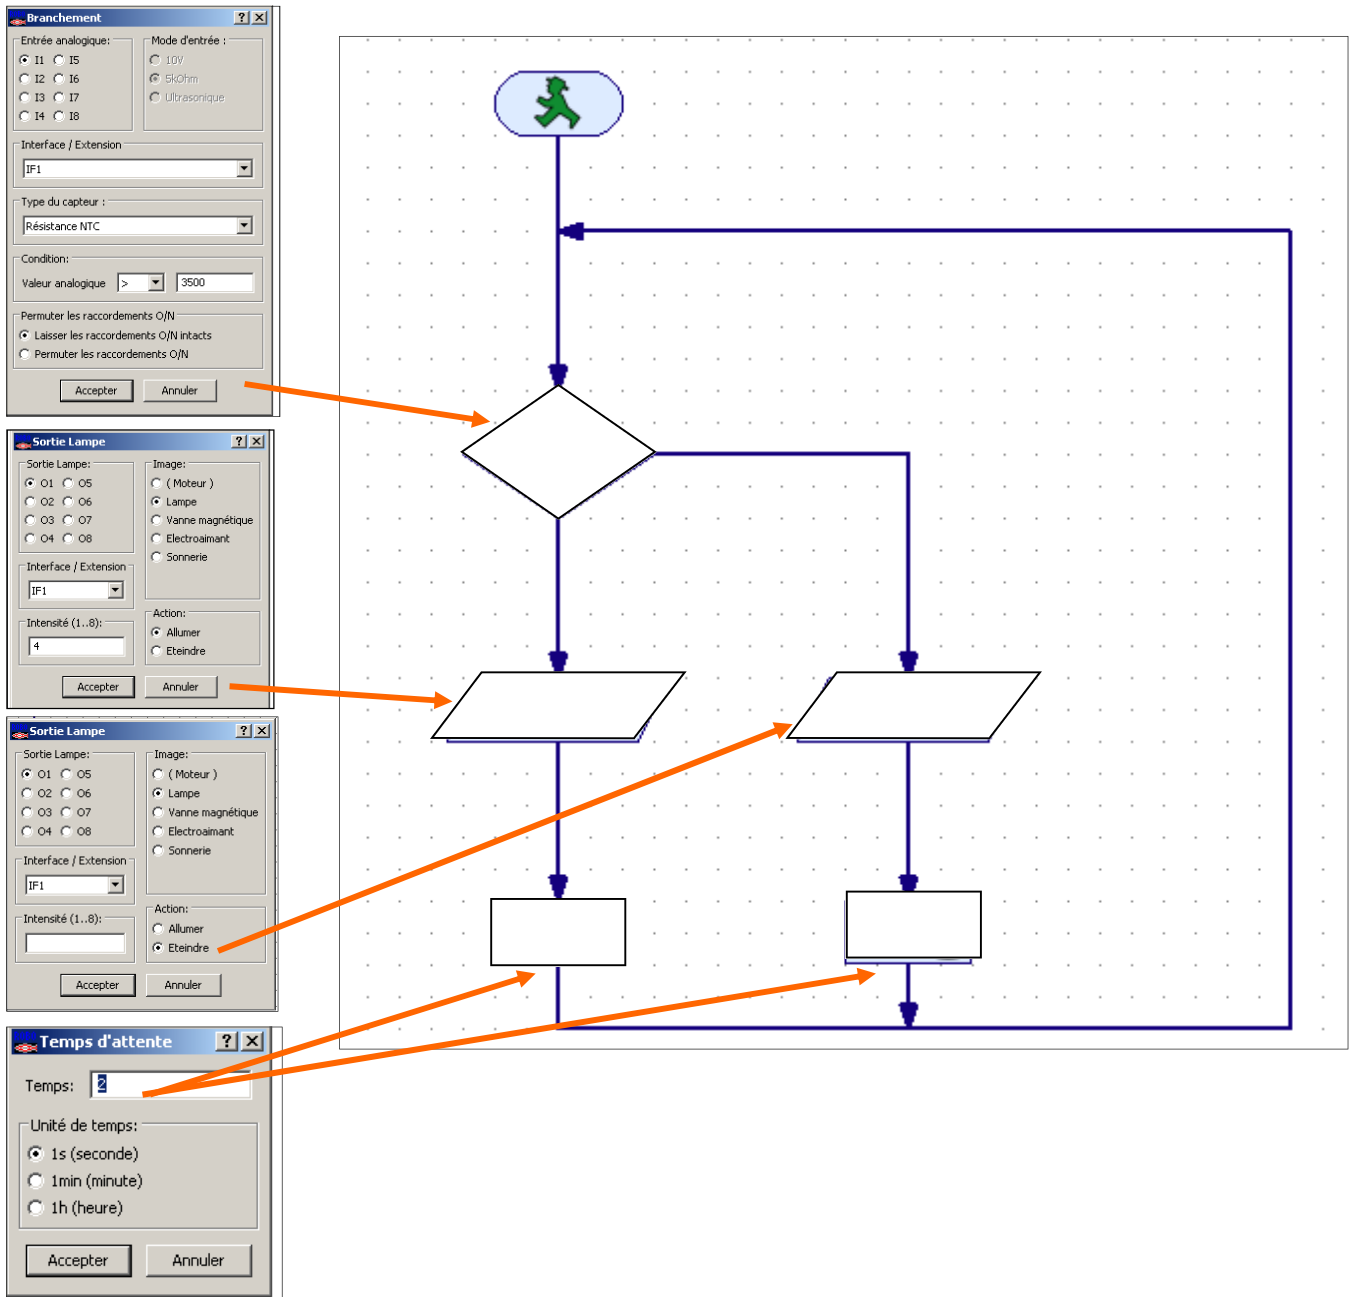 Branchement
Entrée analogique:
Mode d'entrée :
I1 I5
10V
I2 I6
5kOhm
I3 I7
Ultrasonique
I4 I8
Interface / Extension
IF1
Type du capteur :
Résistance NTC
Condition:
Valeur analogique > 3500
Permuter les raccordements O/N
Laisser les raccordements O/N intacts
Permuter les raccordements O/N
Accepter Annuler
Sortie Lampe
Sortie Lampe:
Image:
O1 O5
( Moteur )
O2 O6
Lampe
O3 O7
Vanne magnétique
O4 O8
Electroaimant
Sonnerie
Interface / Extension
IF1
Action:
Intensité (1..8):
Allumer
4
Eteindre
Accepter Annuler
Sortie Lampe
Sortie Lampe:
Image:
O1 O5
( Moteur )
O2 O6
Lampe
O3 O7
Vanne magnétique
O4 O8
Electroaimant
Sonnerie
Interface / Extension
IF1
Action:
Intensité (1..8):
Allumer
Eteindre
Accepter Annuler
Temps d'attente
Temps: 2
Unité de temps:
1s (seconde)
1min (minute)
1h (heure)
Accepter Annuler